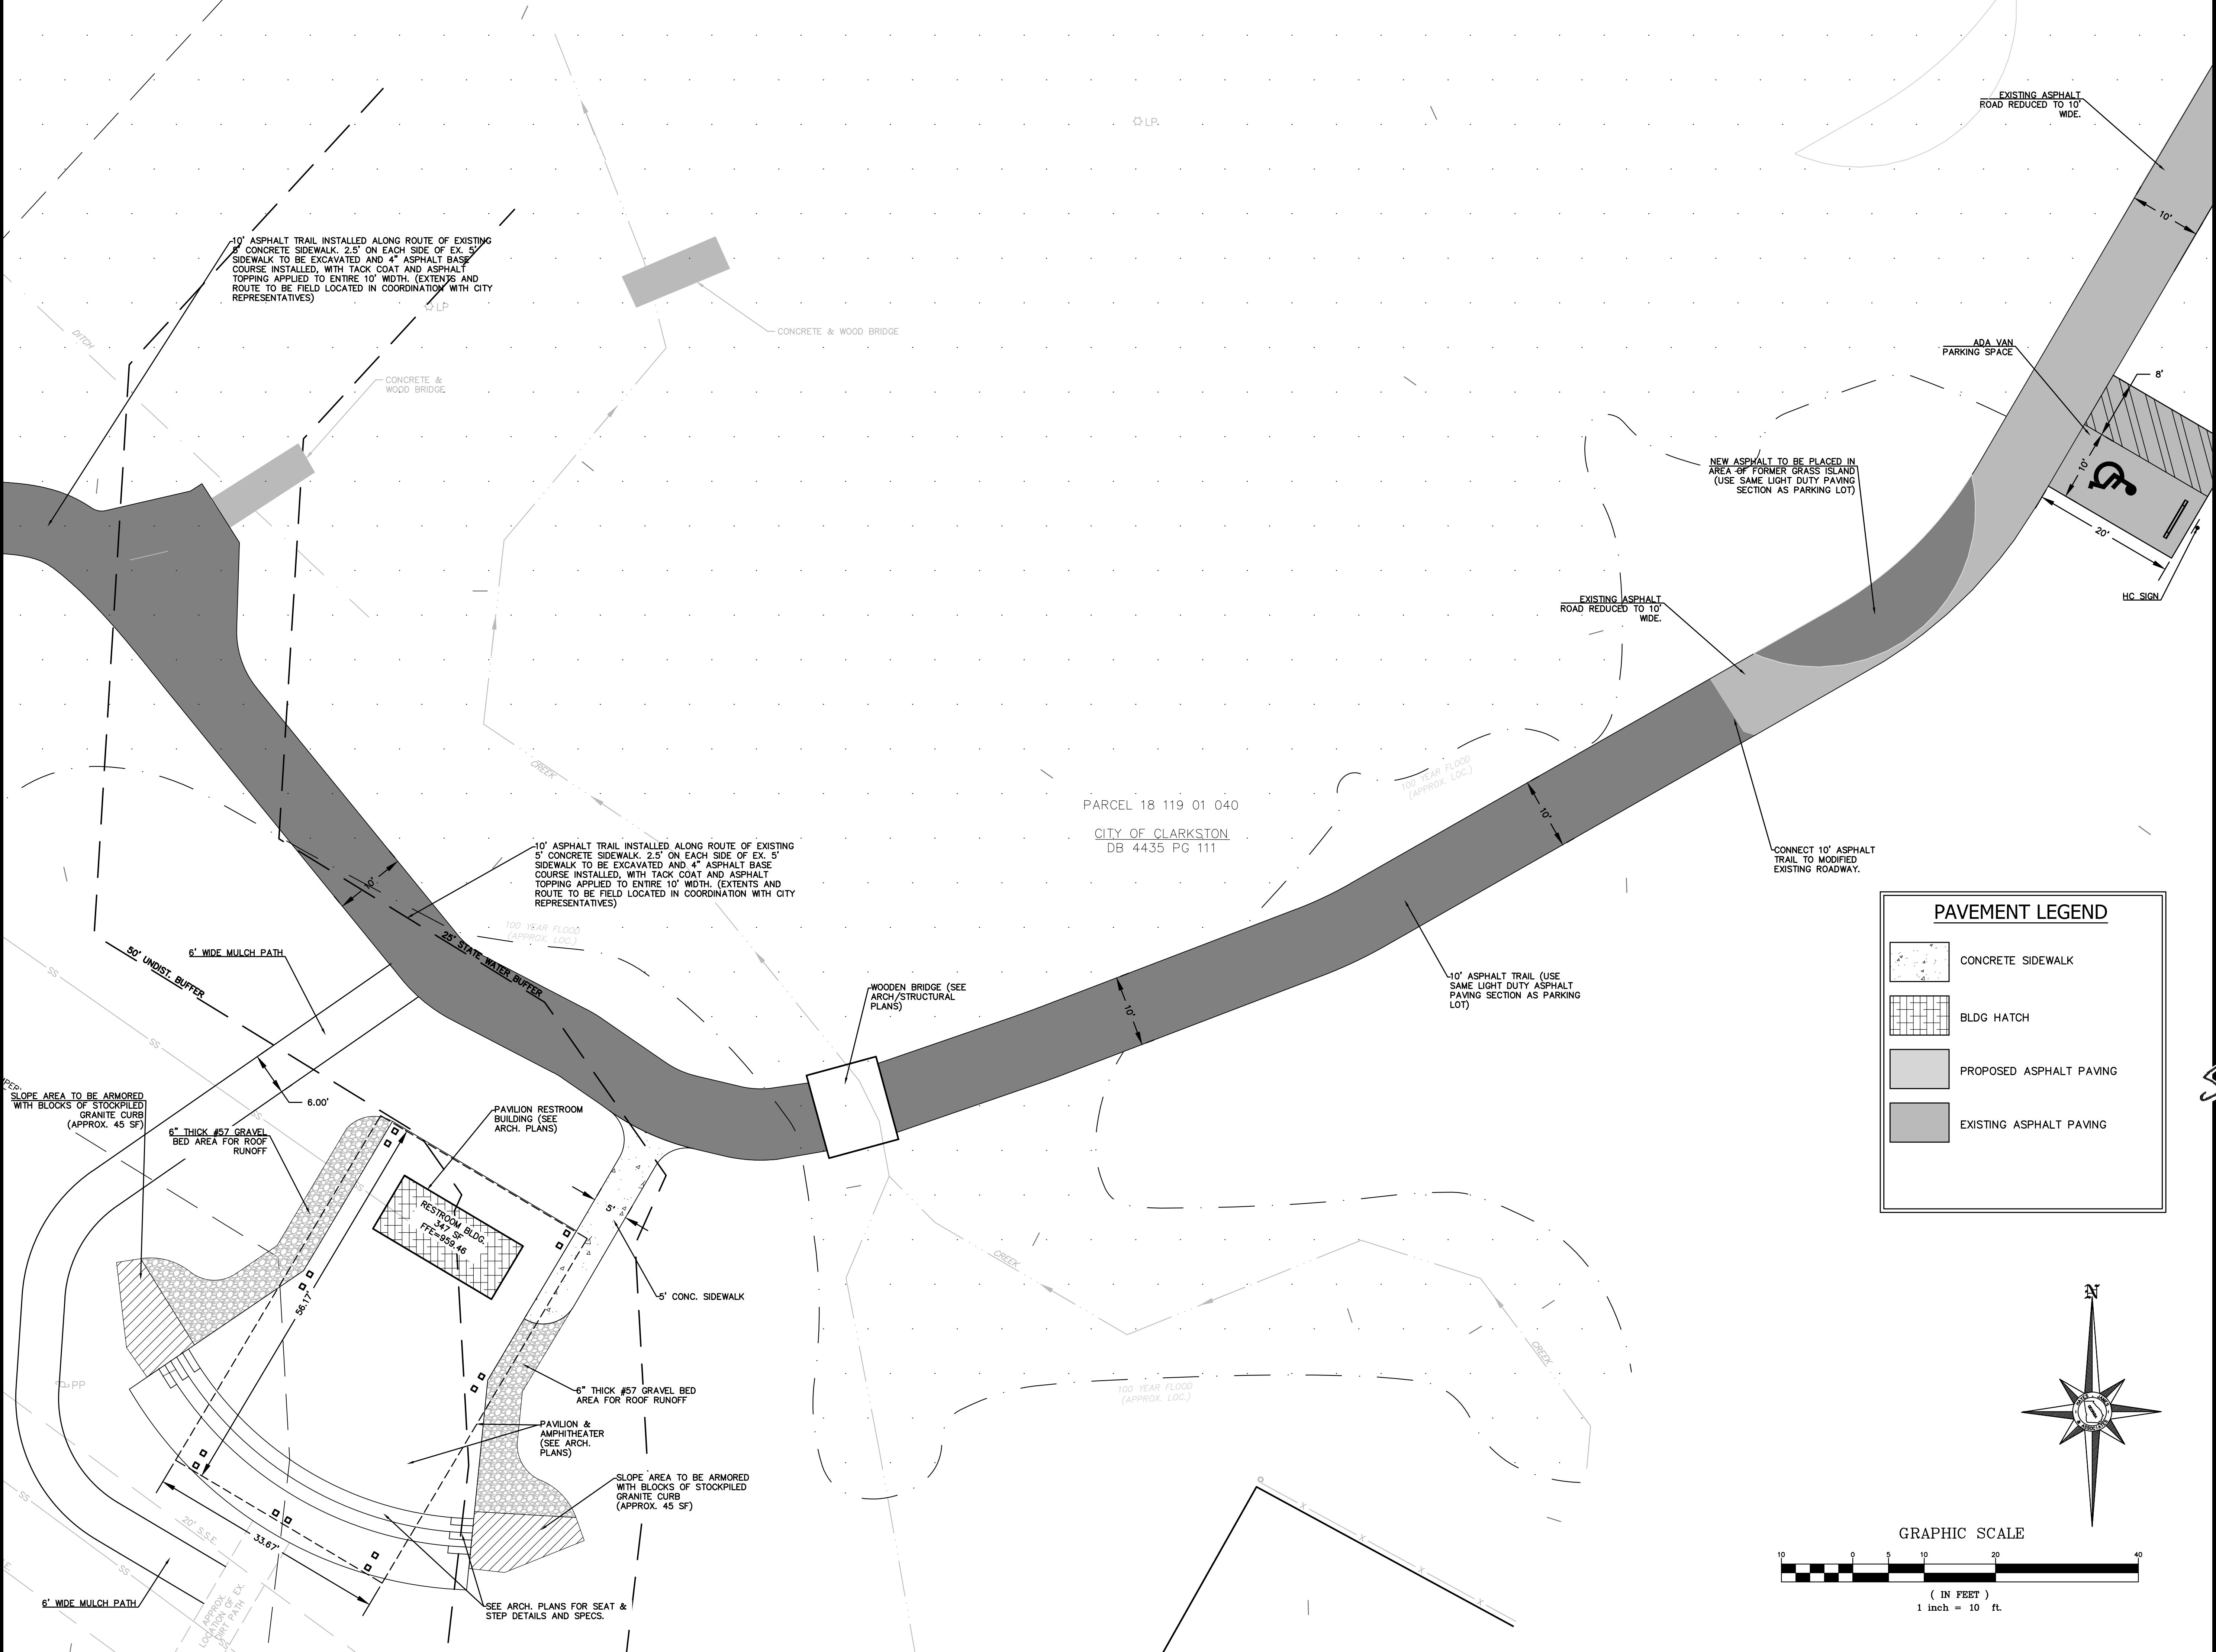 EXISTING ASPHALT
ROAD REDUCED TO 10'
WIDE.
LP
10'
10' ASPHALT TRAIL INSTALLED ALONG ROUTE OF EXISTING
5' CONCRETE SIDEWALK. 2.5' ON EACH SIDE OF EX. 5'
SIDEWALK TO BE EXCAVATED AND 4" ASPHALT BASE
COURSE INSTALLED, WITH TACK COAT AND ASPHALT
TOPPING APPLIED TO ENTIRE 10' WIDTH. (EXTENTS AND
ROUTE TO BE FIELD LOCATED IN COORDINATION WITH CITY
REPRESENTATIVES)
LP
DITCH
CONCRETE & WOOD BRIDGE
CONCRETE &
WOOD BRIDGE
ADA VAN
PARKING SPACE
8'
10'
20'
HC SIGN
NEW ASPHALT TO BE PLACED IN
AREA OF FORMER GRASS ISLAND
(USE SAME LIGHT DUTY PAVING
SECTION AS PARKING LOT)
EXISTING ASPHALT
ROAD REDUCED TO 10'
WIDE.
CREEK
100 YEAR FLOOD
(APPROX. LOC.)
PARCEL 18 119 01 040
CITY OF CLARKSTON
DB 4435 PG 111
10'
CONNECT 10' ASPHALT
TRAIL TO MODIFIED
EXISTING ROADWAY.
10' ASPHALT TRAIL INSTALLED ALONG ROUTE OF EXISTING
5' CONCRETE SIDEWALK. 2.5' ON EACH SIDE OF EX. 5'
SIDEWALK TO BE EXCAVATED AND 4" ASPHALT BASE
COURSE INSTALLED, WITH TACK COAT AND ASPHALT
TOPPING APPLIED TO ENTIRE 10' WIDTH. (EXTENTS AND
ROUTE TO BE FIELD LOCATED IN COORDINATION WITH CITY
REPRESENTATIVES)
10'
100 YEAR FLOOD
(APPROX. LOC.)
25' STATE WATER BUFFER
50' UNDIST. BUFFER
6' WIDE MULCH PATH
SS
SS
WOODEN BRIDGE (SEE
ARCH/STRUCTURAL
PLANS)
10'
10' ASPHALT TRAIL (USE
SAME LIGHT DUTY ASPHALT
PAVING SECTION AS PARKING
LOT)
PAVEMENT LEGEND
CONCRETE SIDEWALK
BLDG HATCH
PROPOSED ASPHALT PAVING
EXISTING ASPHALT PAVING
SLOPE AREA TO BE ARMORED
WITH BLOCKS OF STOCKPILED
GRANITE CURB
(APPROX. 45 SF)
6.00'
SS
6" THICK #57 GRAVEL
BED AREA FOR ROOF
RUNOFF
PAVILION RESTROOM
BUILDING (SEE
ARCH. PLANS)
SS
RESTROOM BLDG.
347 SF
FFE=959.46
5'
5' CONC. SIDEWALK
56.17'
CREEK
CREEK
PP
6" THICK #57 GRAVEL BED
AREA FOR ROOF RUNOFF
100 YEAR FLOOD
(APPROX. LOC.)
PAVILION &
AMPHITHEATER
(SEE ARCH.
PLANS)
SLOPE AREA TO BE ARMORED
WITH BLOCKS OF STOCKPILED
GRANITE CURB
(APPROX. 45 SF)
SS
20' S.S.E.
33.67'
SS
6' WIDE MULCH PATH
APPROX.
LOCATION OF EX.
DIRT PATH
SEE ARCH. PLANS FOR SEAT &
STEP DETAILS AND SPECS.
X X X X
N
GRAPHIC SCALE
10 0 5 10 20 40
( IN FEET )
1 inch = 10 ft.